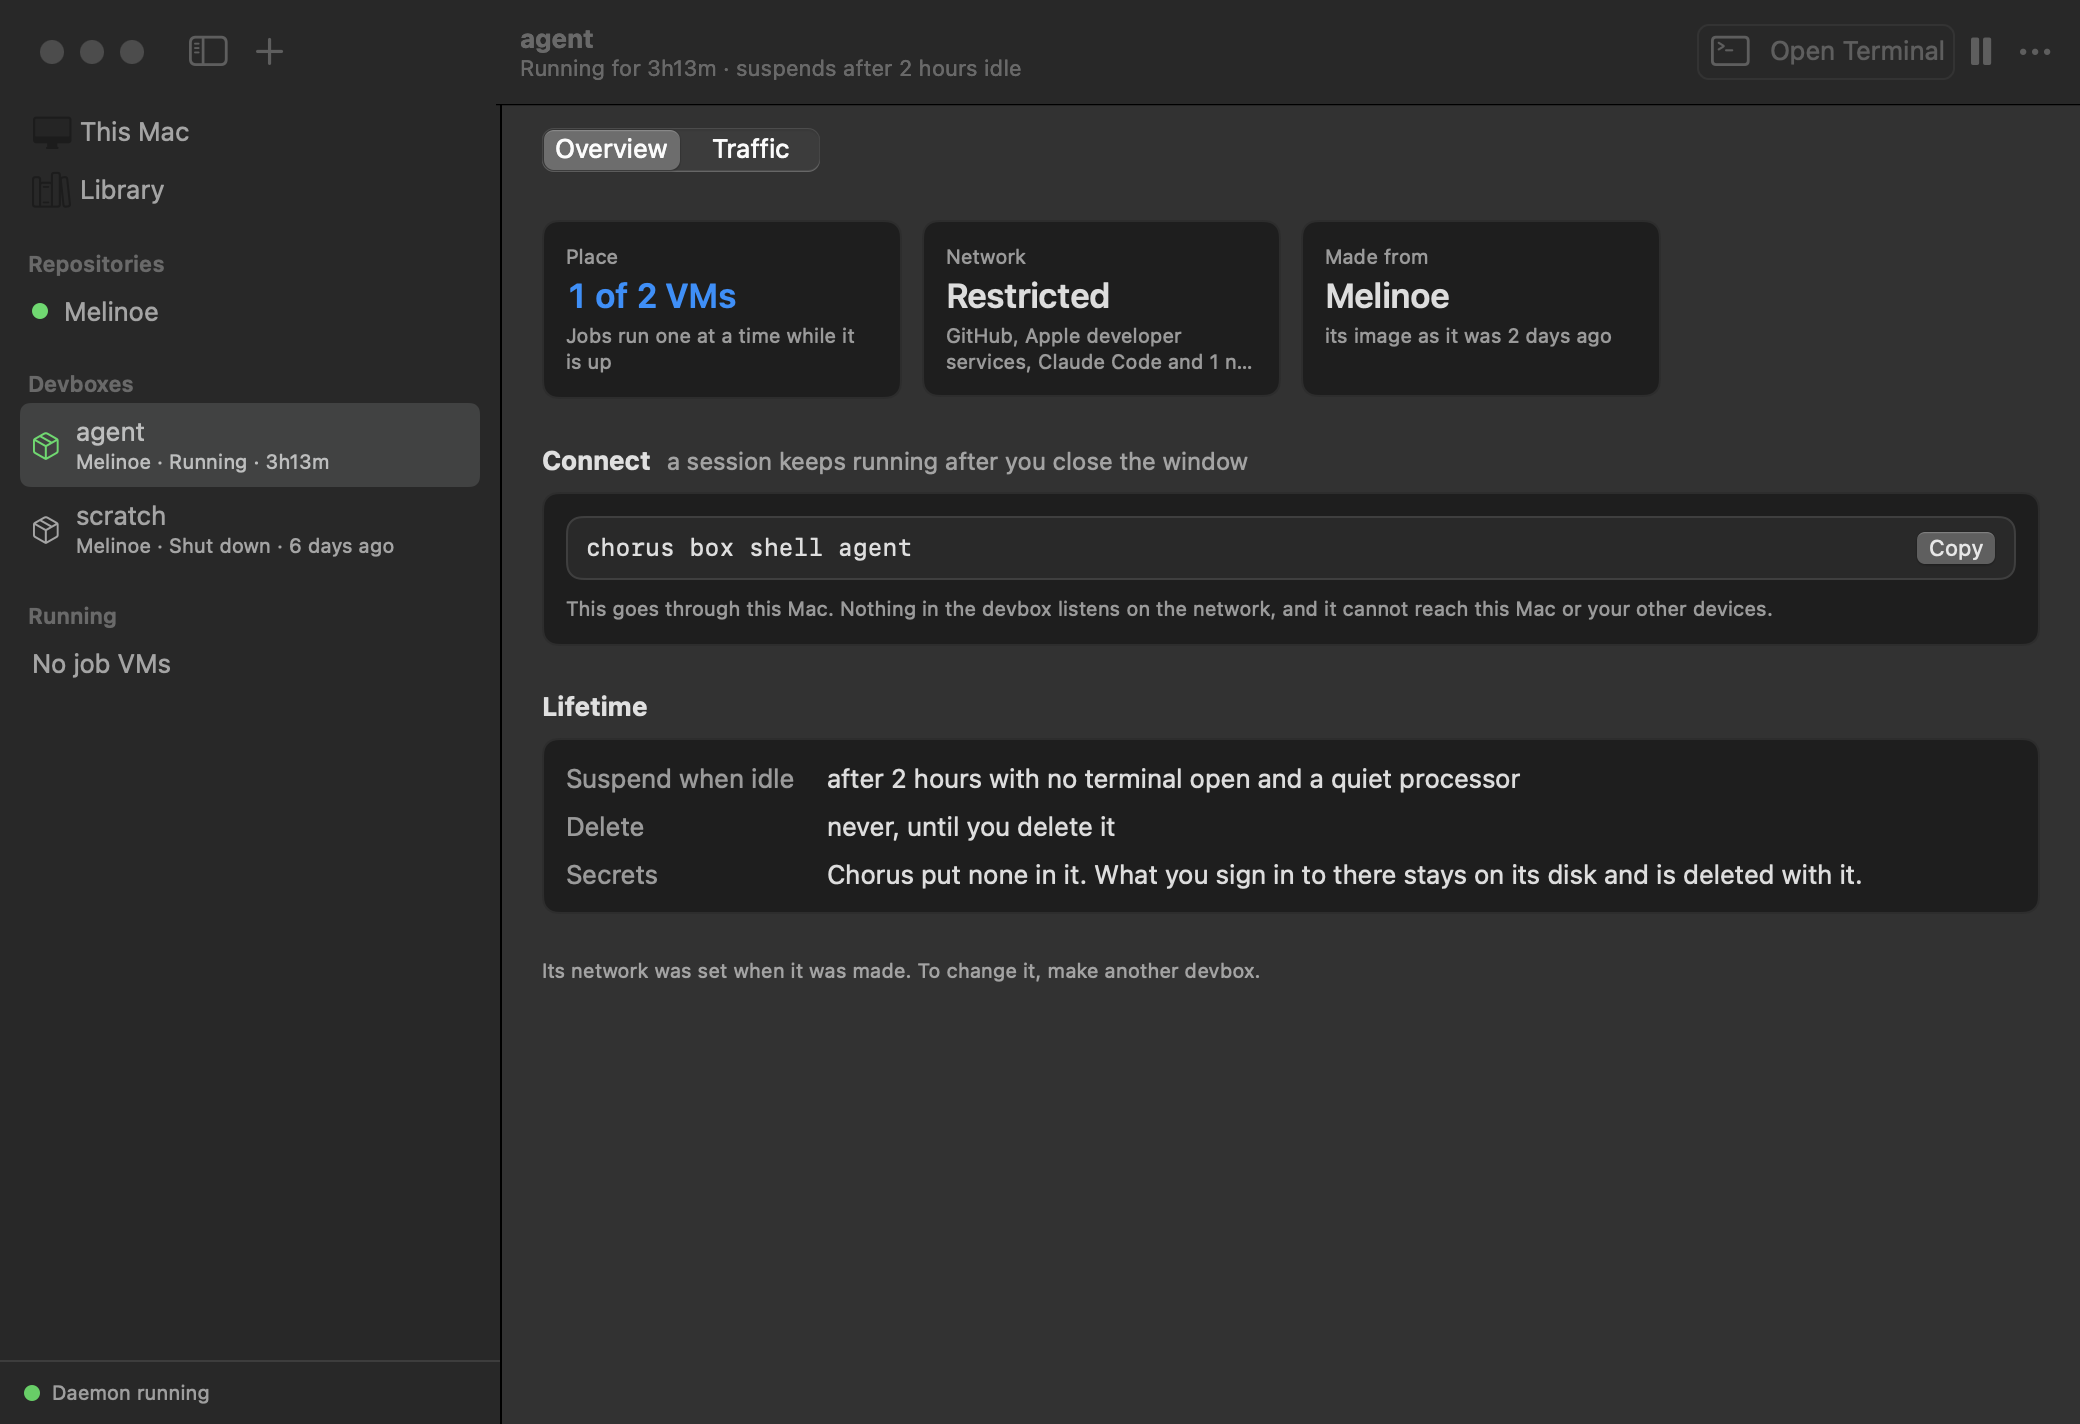 agent
Running for 3h13m · suspends after 2 hours idle
Open Terminal
This Mac
Library
Repositories
Melinoe
Devboxes
agent
Melinoe · Running · 3h13m
scratch
Melinoe · Shut down · 6 days ago
Running
No job VMs
Daemon running
Overview
Traffic
Place
1 of 2 VMs
Jobs run one at a time while it
is up
Network
Restricted
GitHub, Apple developer
services, Claude Code and 1 n...
Made from
Melinoe
its image as it was 2 days ago
Connect a session keeps running after you close the window
chorus box shell agent
Copy
This goes through this Mac. Nothing in the devbox listens on the network, and it cannot reach this Mac or your other devices.
Lifetime
Suspend when idle after 2 hours with no terminal open and a quiet processor
Delete never, until you delete it
Secrets Chorus put none in it. What you sign in to there stays on its disk and is deleted with it.
Its network was set when it was made. To change it, make another devbox.